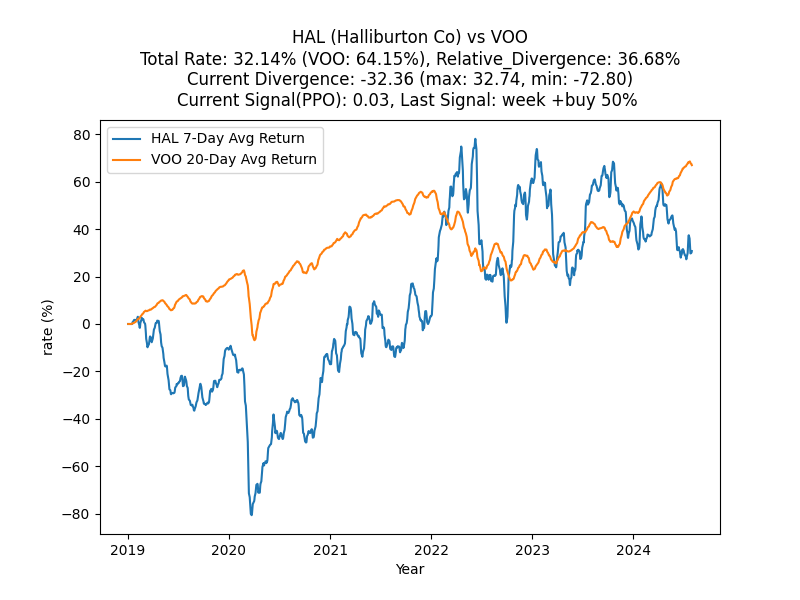 HAL (Halliburton Co) vs VOO
Total Rate: 32.14% (VOO: 64.15%), Relative_Divergence: 36.68%
Current Divergence: -32.36 (max: 32.74, min: -72.80)
Current Signal(PPO): 0.03, Last Signal: week +buy 50%
HAL 7-Day Avg Return
VOO 20-Day Avg Return
80
60
40
20
0
−20
−40
−60
−80
rate (%)
2019 2020 2021 2022 2023 2024
Year